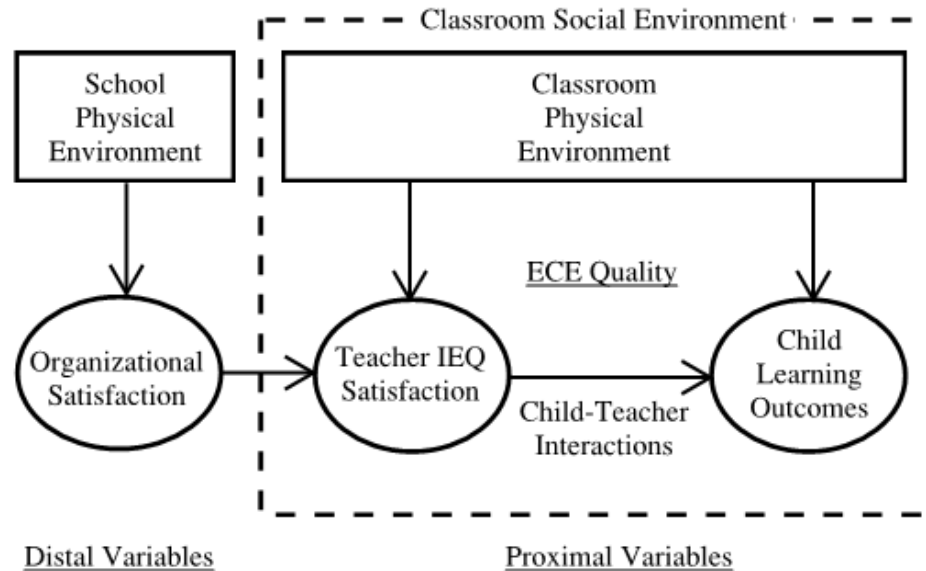 Classroom Social Environment
School
Physical
Environment
Classroom
Physical
Environment
ECE Quality
Organizational
Satisfaction
Teacher IEQ
Satisfaction
Child-Teacher
Interactions
Child
Learning
Outcomes
Distal Variables
Proximal Variables